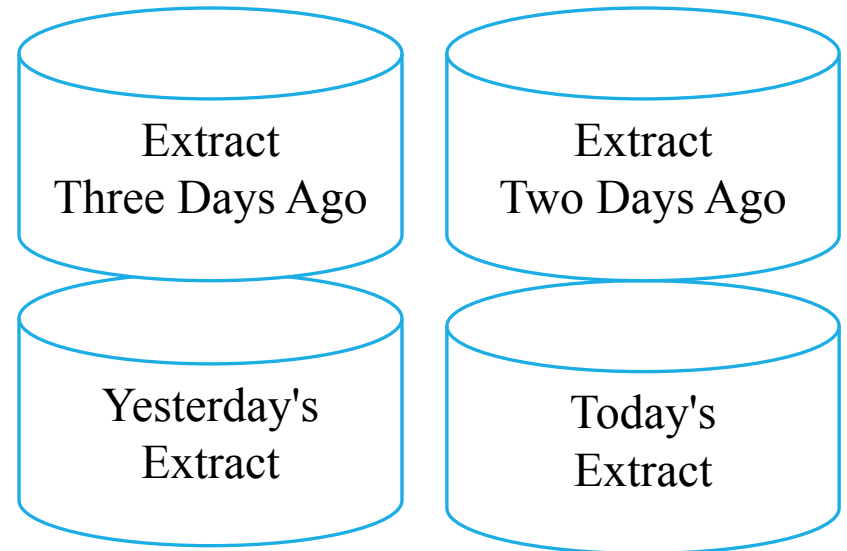 Extract
Three Days Ago
Extract
Two Days Ago
Yesterday's
Extract
Today's
Extract